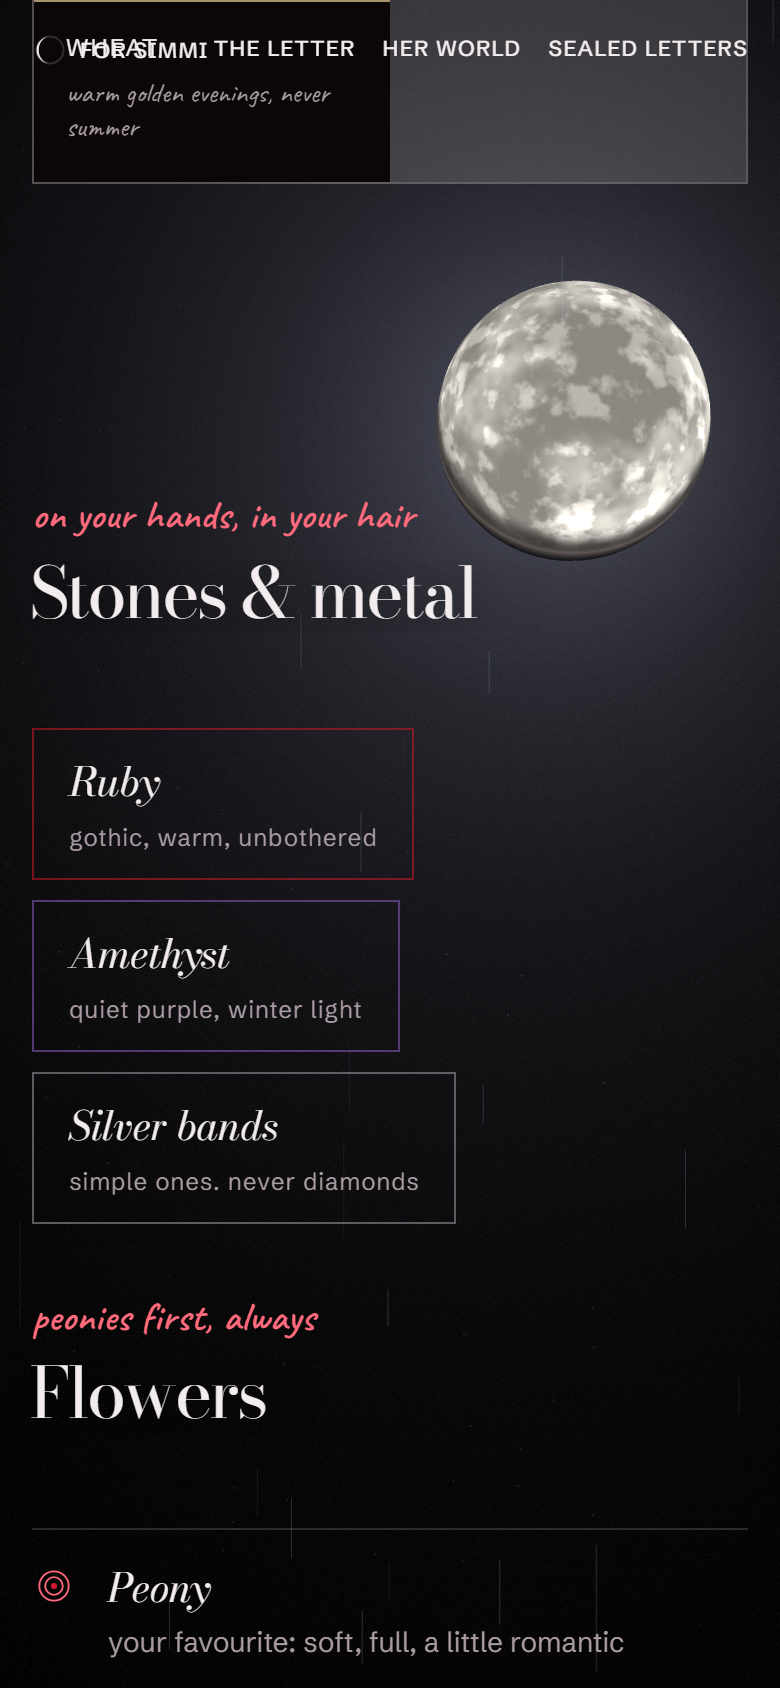 WHEAT
FOR SIMMI THE LETTER HER WORLD SEALED LETTERS
warm golden evenings, never
summer
on your hands, in your hair
Stones & metal
Ruby
gothic, warm, unbothered
Amethyst
quiet purple, winter light
Silver bands
simple ones. never diamonds
peonies first, always
Flowers
Peony
your favourite: soft, full, a little romantic